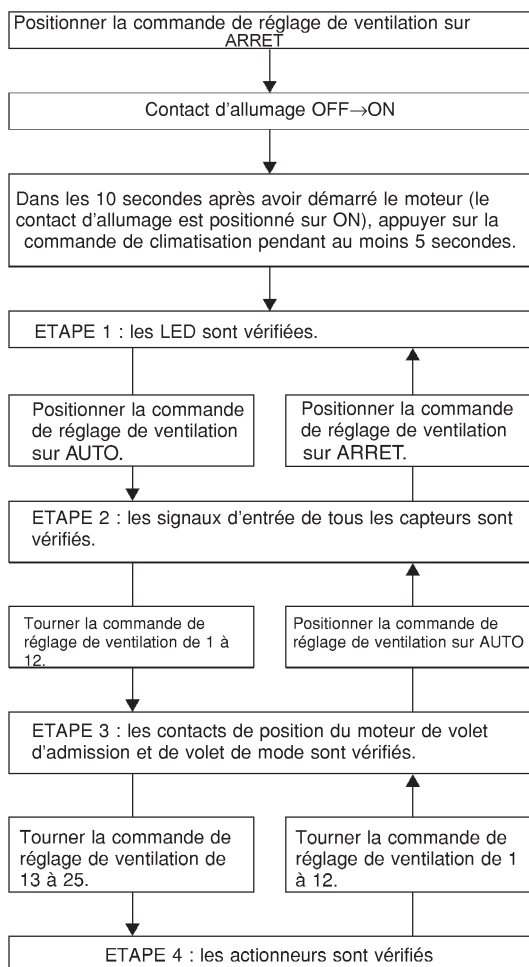 Positionner la commande de réglage de ventilation sur
ARRET
Contact d'allumage OFF→ON
Dans les 10 secondes après avoir démarré le moteur (le
contact d'allumage est positionné sur ON), appuyer sur la
commande de climatisation pendant au moins 5 secondes.
ETAPE 1 : les LED sont vérifiées.
Positionner la commande
de réglage de ventilation
sur AUTO.
Positionner la commande
de réglage de ventilation
sur ARRET.
ETAPE 2 : les signaux d'entrée de tous les capteurs sont
vérifiés.
Tourner la commande de
réglage de ventilation de 1 à
12.
Positionner la commande de
réglage de ventilation sur AUTO
ETAPE 3 : les contacts de position du moteur de volet
d'admission et de volet de mode sont vérifiés.
Tourner la commande de
réglage de ventilation de
13 à 25.
Tourner la commande de
réglage de ventilation de 1
à 12.
ETAPE 4 : les actionneurs sont vérifiés